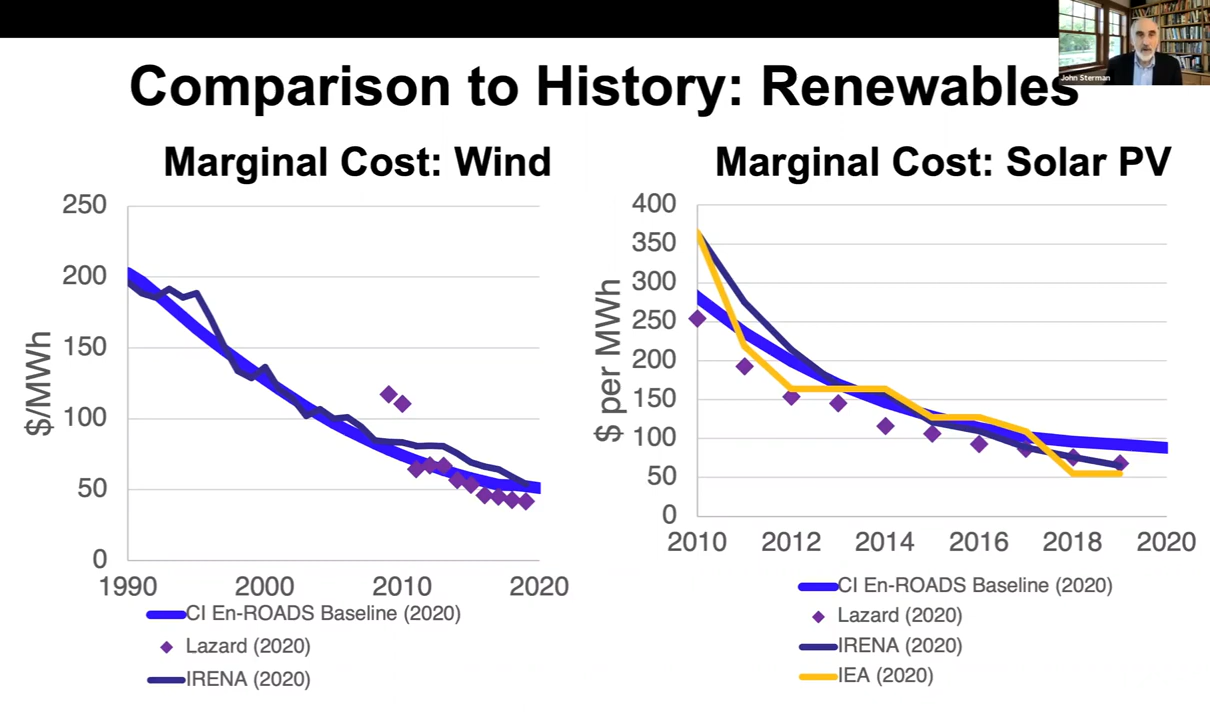 John Sterman
Comparison to History: Renewables
Marginal Cost: Wind
$/MWh
250
200
150
100
50
0
1990 2000 2010 2020
CI En-ROADS Baseline (2020)
Lazard (2020)
IRENA (2020)
Marginal Cost: Solar PV
$ per MWh
400
350
300
250
200
150
100
50
0
2010 2012 2014 2016 2018 2020
CI En-ROADS Baseline (2020)
Lazard (2020)
IRENA (2020)
IEA (2020)